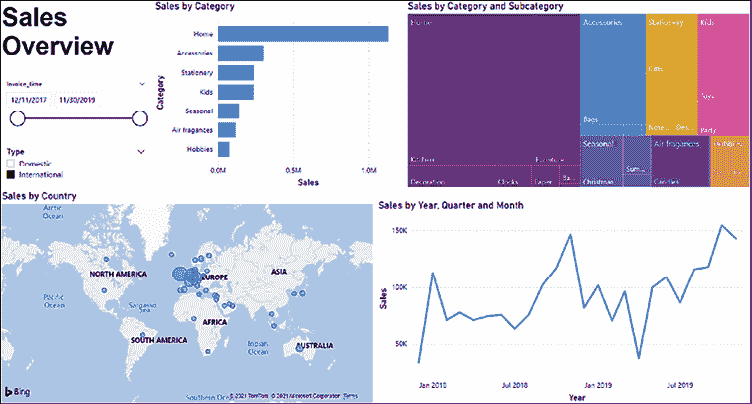 Sales
Overview
Invoice_time
12/11/2017 11/30/2019
Type
Domestic
International
Sales by Category
Category
Home
Accessories
Stationery
Kids
Seasonal
Air fragances
Hobbies
0.0M 0.5M 1.0M
Sales
Sales by Category and Subcategory
Home
Kitchen
Furniture
Decoration
Clocks
Paper
Ba...
Accessories
Bags
Stationery
Gifts
Note...
Des...
Kids
Toys
Party
Seasonal
Christmas
Sum...
Air fragances
Candles
Hobbies
Sales by Country
Arctic
Ocean
NORTH AMERICA
EUROPE
ASIA
Pacific
Ocean
Sargasso
Sea
AFRICA
SOUTH AMERICA
Indian
Ocean
AUSTRALIA
Southern Ocean
Bing
© 2021 TomTom, © 2021 Microsoft Corporation Terms
Sales by Year, Quarter and Month
Sales
150K
100K
50K
Jan 2018 Jul 2018 Jan 2019 Jul 2019
Year